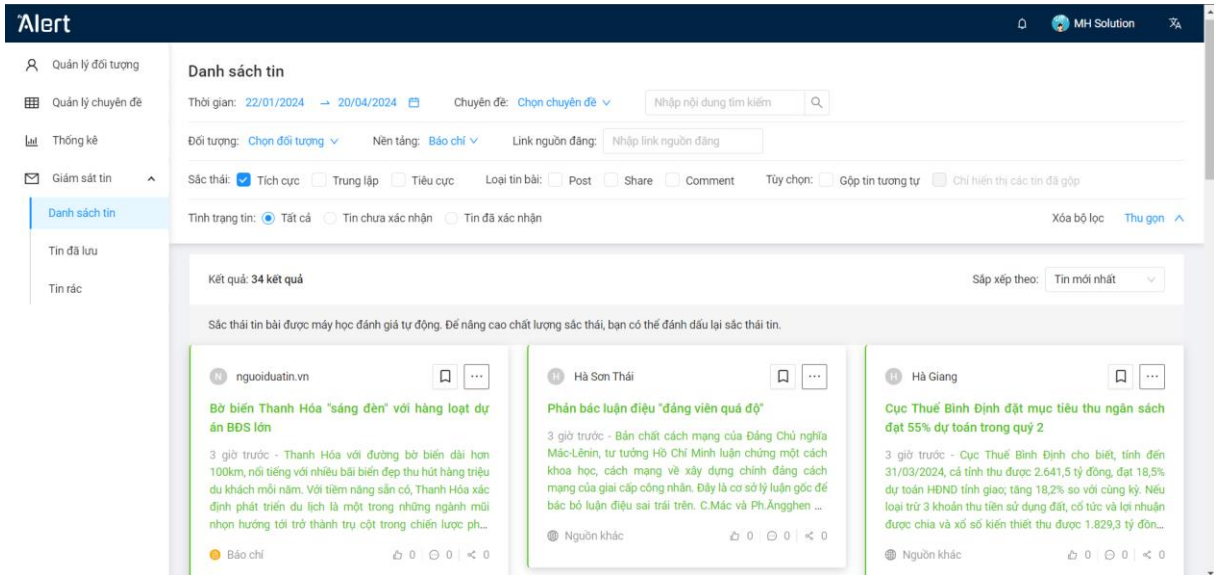 Alert
MH Solution
Quản lý đối tượng
Quản lý chuyên đề
Thống kê
Giám sát tin
Danh sách tin
Tin đã lưu
Tin rác
Danh sách tin
Thời gian: 22/01/2024 → 20/04/2024 Chuyên đề: Chọn chuyên đề Nhập nội dung tìm kiếm
Đối tượng: Chọn đối tượng Nền tảng: Báo chí Link nguồn đăng: Nhập link nguồn đăng
Sắc thái: Tích cực Trung lập Tiêu cực Loại tin bài: Post Share Comment Tùy chọn: Gộp tin tương tự Chỉ hiển thị các tin đã gộp
Tình trạng tin: Tất cả Tin chưa xác nhận Tin đã xác nhận Xóa bộ lọc Thu gọn
Kết quả: 34 kết quả Sắp xếp theo: Tin mới nhất
Sắc thái tin bài được máy học đánh giá tự động. Để nâng cao chất lượng sắc thái, bạn có thể đánh dấu lại sắc thái tin.
N nguoiduatin.vn
Bờ biển Thanh Hóa "sáng đèn" với hàng loạt dự
án BĐS lớn
3 giờ trước - Thanh Hóa với đường bờ biển dài hơn
100km, nổi tiếng với nhiều bãi biển đẹp thu hút hàng triệu
du khách mỗi năm. Với tiềm năng sẵn có, Thanh Hóa xác
định phát triển du lịch là một trong những ngành mũi
nhọn hướng tới trở thành trụ cột trong chiến lược ph...
Báo chí 0 0 0
H Hà Sơn Thái
Phản bác luận điệu "đảng viên quá độ"
3 giờ trước - Bản chất cách mạng của Đảng Chủ nghĩa
Mác-Lênin, tư tưởng Hồ Chí Minh luận chứng một cách
khoa học, cách mạng về xây dựng chính đảng cách
mạng của giai cấp công nhân. Đây là cơ sở lý luận gốc để
bác bỏ luận điệu sai trái trên. C.Mác và Ph.Ăngghen ...
Nguồn khác 0 0 0
H Hà Giang
Cục Thuế Bình Định đặt mục tiêu thu ngân sách
đạt 55% dự toán trong quý 2
3 giờ trước - Cục Thuế Bình Định cho biết, tính đến
31/03/2024, cả tỉnh thu được 2.641,5 tỷ đồng, đạt 18,5%
dự toán HĐND tỉnh giao; tăng 18,2% so với cùng kỳ. Nếu
loại trừ 3 khoản thu tiền sử dụng đất, cổ tức và lợi nhuận
được chia và xổ số kiến thiết thu được 1.829,3 tỷ đồn...
Nguồn khác 0 0 0